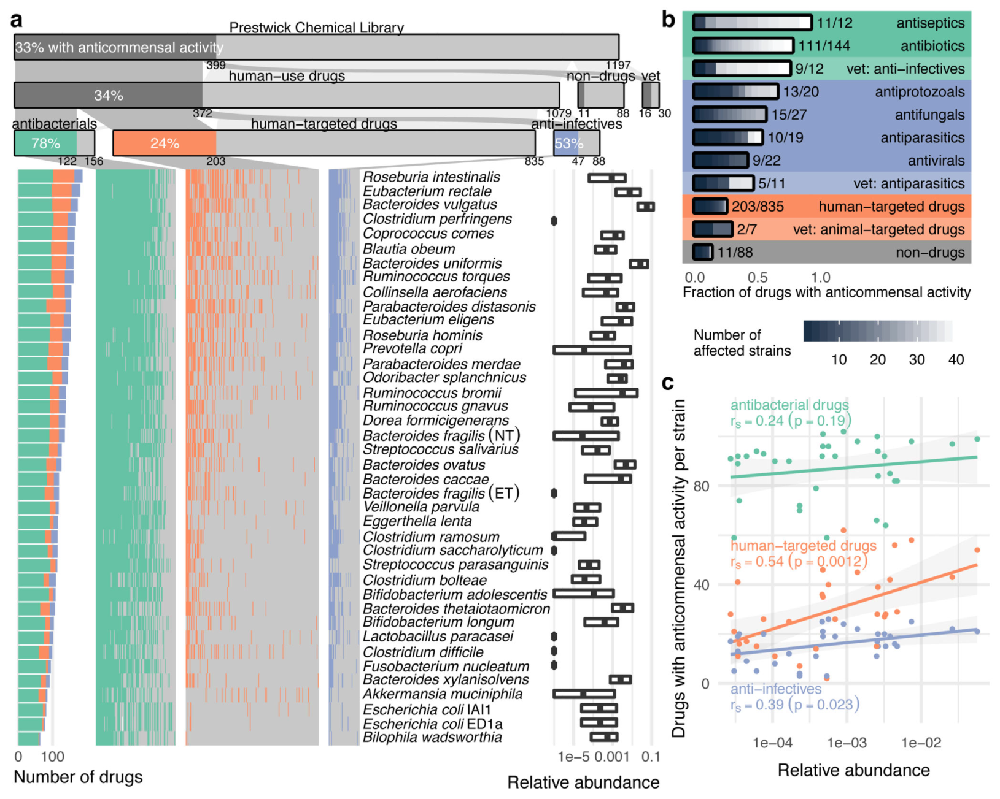 a
Prestwick Chemical Library
33% with anticommensal activity
399
1197
human-use drugs
non-drugs
vet
34%
372
1079
11
88
16
30
antibacterials
human-targeted drugs
anti-infectives
78%
24%
53%
122
156
203
835
47
88
Roseburia intestinalis
Eubacterium rectale
Bacteroides vulgatus
Clostridium perfringens
Coprococcus comes
Blautia obeum
Bacteroides uniformis
Ruminococcus torques
Collinsella aerofaciens
Parabacteroides distasonis
Eubacterium eligens
Roseburia hominis
Prevotella copri
Parabacteroides merdae
Odoribacter splanchnicus
Ruminococcus bromii
Ruminococcus gnavus
Dorea formicigenerans
Bacteroides fragilis (NT)
Streptococcus salivarius
Bacteroides ovatus
Bacteroides caccae
Bacteroides fragilis (ET)
Veillonella parvula
Eggerthella lenta
Clostridium ramosum
Clostridium saccharolyticum
Streptococcus parasanguinis
Clostridium bolteae
Bifidobacterium adolescentis
Bacteroides thetaiotaomicron
Bifidobacterium longum
Lactobacillus paracasei
Clostridium difficile
Fusobacterium nucleatum
Bacteroides xylanisolvens
Akkermansia muciniphila
Escherichia coli IAI1
Escherichia coli ED1a
Bilophila wadsworthia
0 100
Number of drugs
1e−5 0.001 0.1
Relative abundance
b
11/12 antiseptics
111/144 antibiotics
9/12 vet: anti−infectives
13/20 antiprotozoals
15/27 antifungals
10/19 antiparasitics
9/22 antivirals
5/11 vet: antiparasitics
203/835 human−targeted drugs
2/7 vet: animal−targeted drugs
11/88 non−drugs
0.0 0.5 1.0
Fraction of drugs with anticommensal activity
Number of
affected strains
10 20 30 40
c
Drugs with anticommensal activity per strain
antibacterial drugs
rs = 0.24 (p = 0.19)
80
human−targeted drugs
rs = 0.54 (p = 0.0012)
40
0
anti−infectives
rs = 0.39 (p = 0.023)
1e−04 1e−03 1e−02
Relative abundance